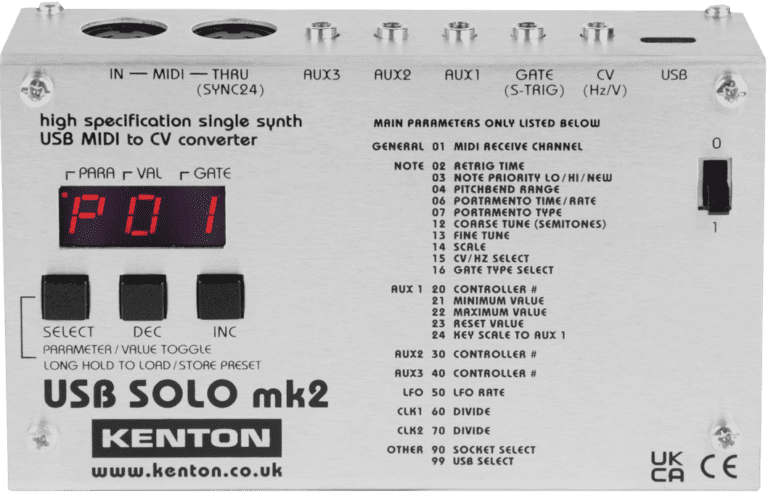 IN — MIDI — THRU
(SYNC24)
AUX3
AUX2
AUX1
GATE
(S-TRIG)
CV
(Hz/V)
USB
high specification single synth
USB MIDI to CV converter
PARA VAL GATE
P01
SELECT DEC INC
PARAMETER/VALUE TOGGLE
LONG HOLD TO LOAD/STORE PRESET
USB SOLO mk2
KENTON
www.kenton.co.uk
MAIN PARAMETERS ONLY LISTED BELOW
GENERAL 01 MIDI RECEIVE CHANNEL
NOTE 02 RETRIG TIME
03 NOTE PRIORITY LO/HI/NEW
04 PITCHBEND RANGE
06 PORTAMENTO TIME/RATE
07 PORTAMENTO TYPE
12 COARSE TUNE (SEMITONES)
13 FINE TUNE
14 SCALE
15 CV/HZ SELECT
16 GATE TYPE SELECT
AUX 1 20 CONTROLLER #
21 MINIMUM VALUE
22 MAXIMUM VALUE
23 RESET VALUE
24 KEY SCALE TO AUX 1
AUX2 30 CONTROLLER #
AUX3 40 CONTROLLER #
LFO 50 LFO RATE
CLK1 60 DIVIDE
CLK2 70 DIVIDE
OTHER 90 SOCKET SELECT
99 USB SELECT
0
1
UK
CA CE